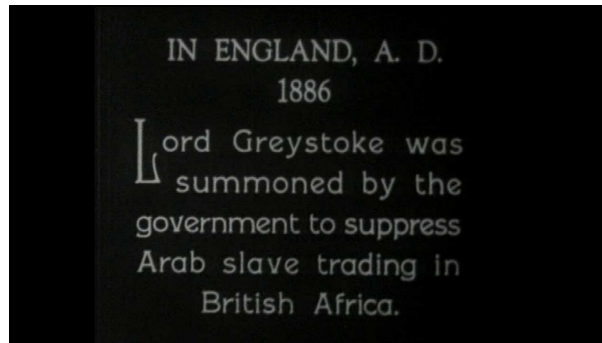 IN ENGLAND, A. D.
1886
Lord Greystoke was
summoned by the
government to suppress
Arab slave trading in
British Africa.